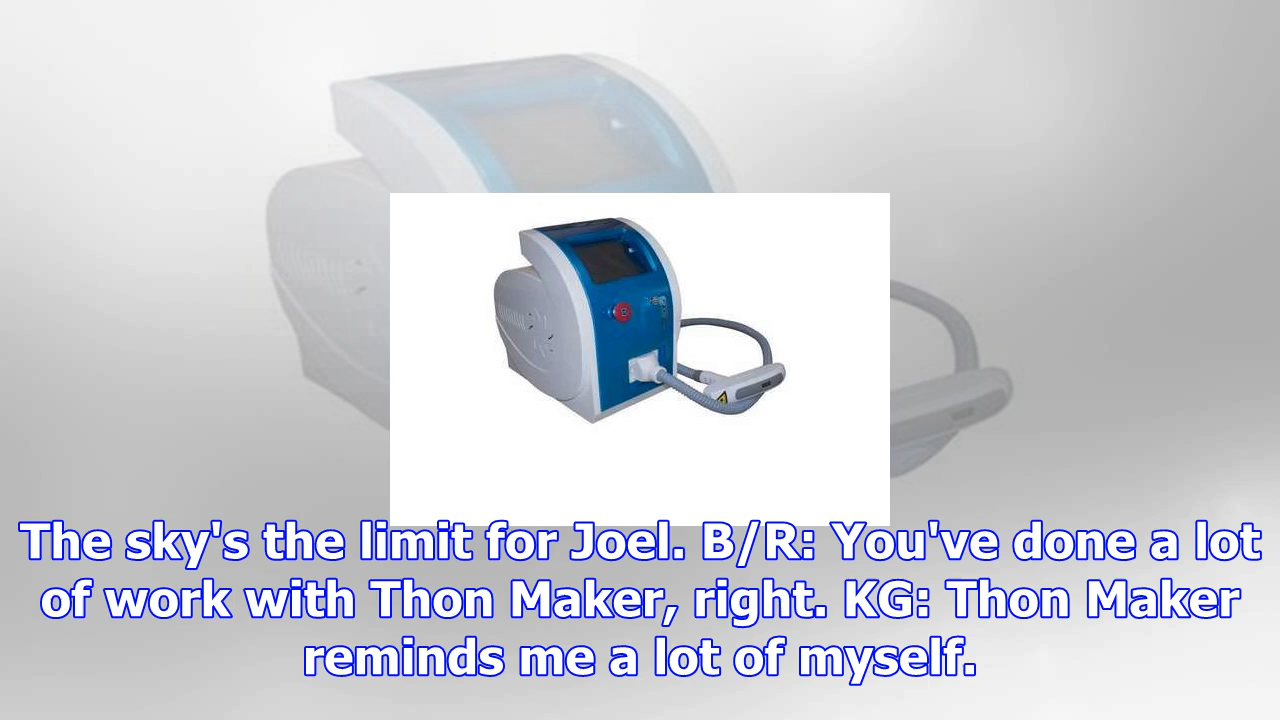 The sky's the limit for Joel. B/R: You've done a lot
of work with Thon Maker, right. KG: Thon Maker
reminds me a lot of myself.